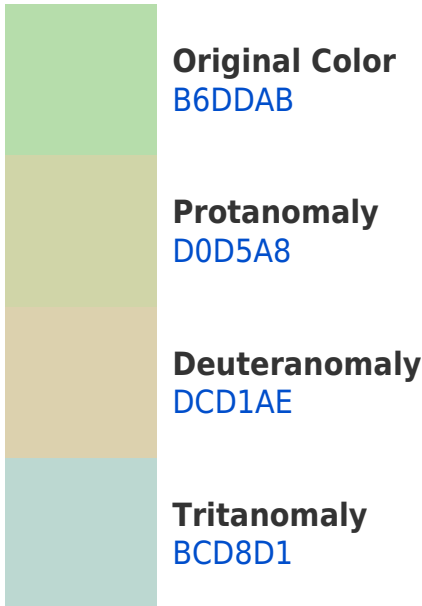 Original Color
B6DDAB
Protanomaly
D0D5A8
Deuteranomaly
DCD1AE
Tritanomaly
BCD8D1